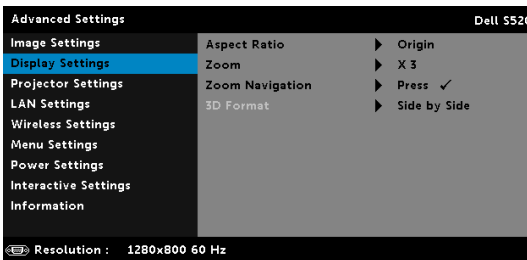 Advanced Settings Dell S520
Image Settings
Display Settings
Projector Settings
LAN Settings
Wireless Settings
Menu Settings
Power Settings
Interactive Settings
Information
Aspect Ratio Origin
Zoom X 3
Zoom Navigation Press ✓
3D Format Side by Side
Resolution : 1280x800 60 Hz